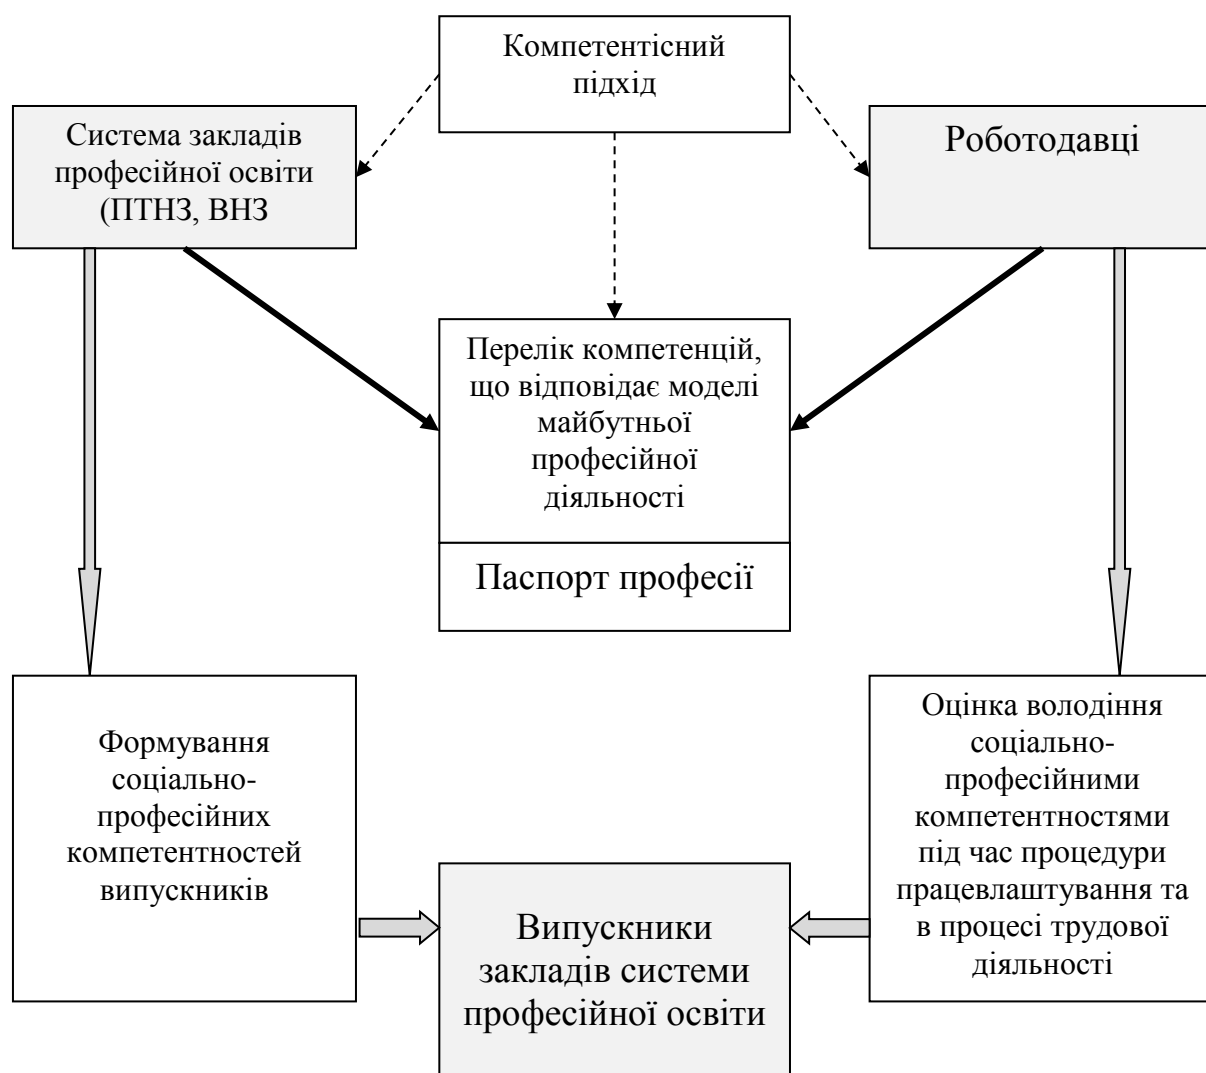 Компетентісний
підхід
Система закладів
професійної освіти
(ПТНЗ, ВНЗ
Роботодавці
Перелік компетенцій,
що відповідає моделі
майбутньої
професійної
діяльності
Паспорт професії
Формування
соціально-
професійних
компетентностей
випускників
Оцінка володіння
соціально-
професійними
компетентностями
під час процедури
працевлаштування та
в процесі трудової
діяльності
Випускники
закладів системи
професійної освіти